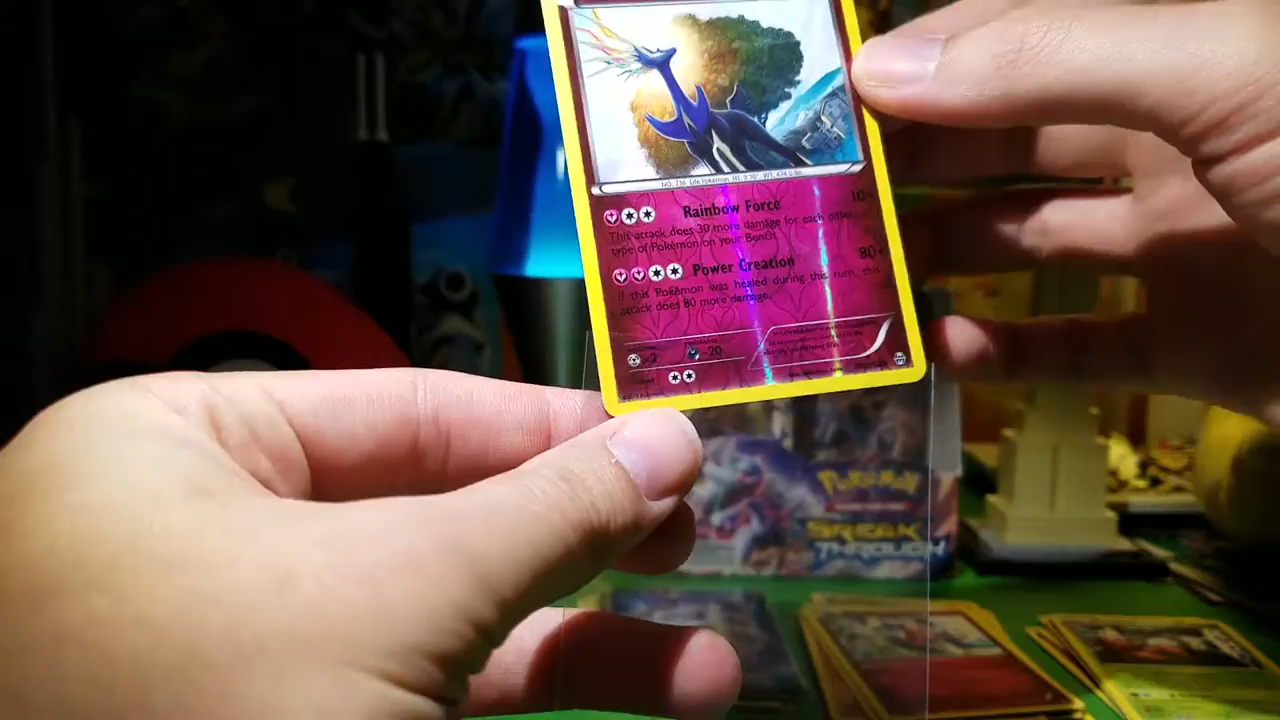 NO. 716 Life Pokémon HT: 9'10" WT: 474.0 lbs.
Rainbow Force 10+
This attack does 30 more damage for each different
type of Pokémon on your Bench.
Power Creation 80+
If this Pokémon was healed during this turn, this
attack does 80 more damage.
×2 -20
POKÉMON
BREAK
THROUGH